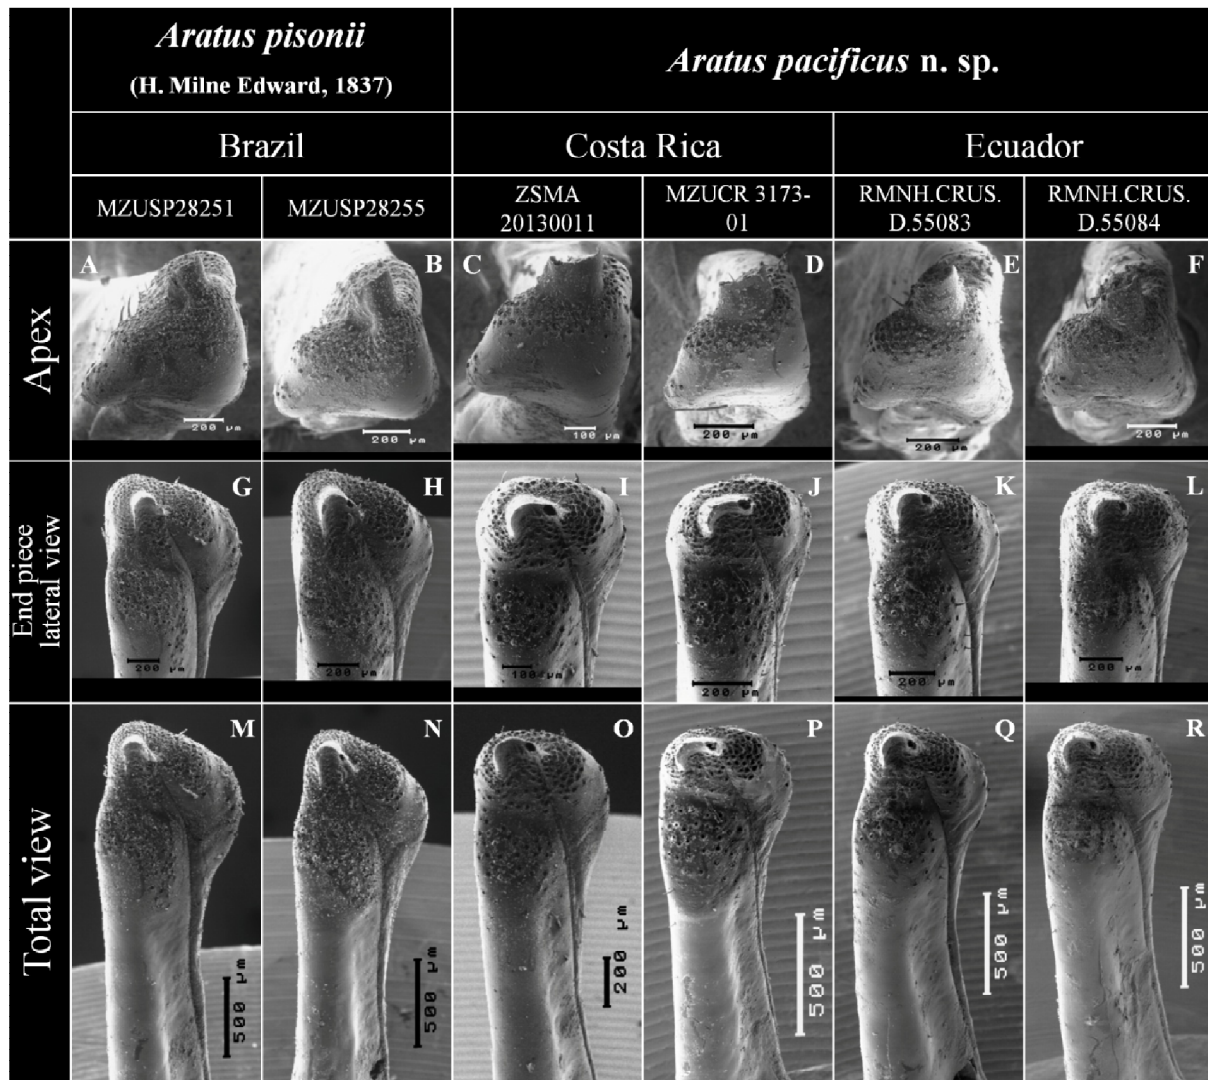 Aratus pisonii
(H. Milne Edward, 1837)
Aratus pacificus n. sp.
Brazil
Costa Rica
Ecuador
MZUSP28251
MZUSP28255
ZSMA
20130011
MZUCR 3173-
01
RMNH.CRUS.
D.55083
RMNH.CRUS.
D.55084
Apex
A
B
C
D
E
F
200 µm
200 µm
100 µm
200 µm
200 µm
200 µm
End piece
lateral view
G
H
I
J
K
L
200 µm
200 µm
100 µm
200 µm
200 µm
200 µm
Total view
M
N
O
P
Q
R
500 µm
500 µm
200 µm
500 µm
500 µm
500 µm